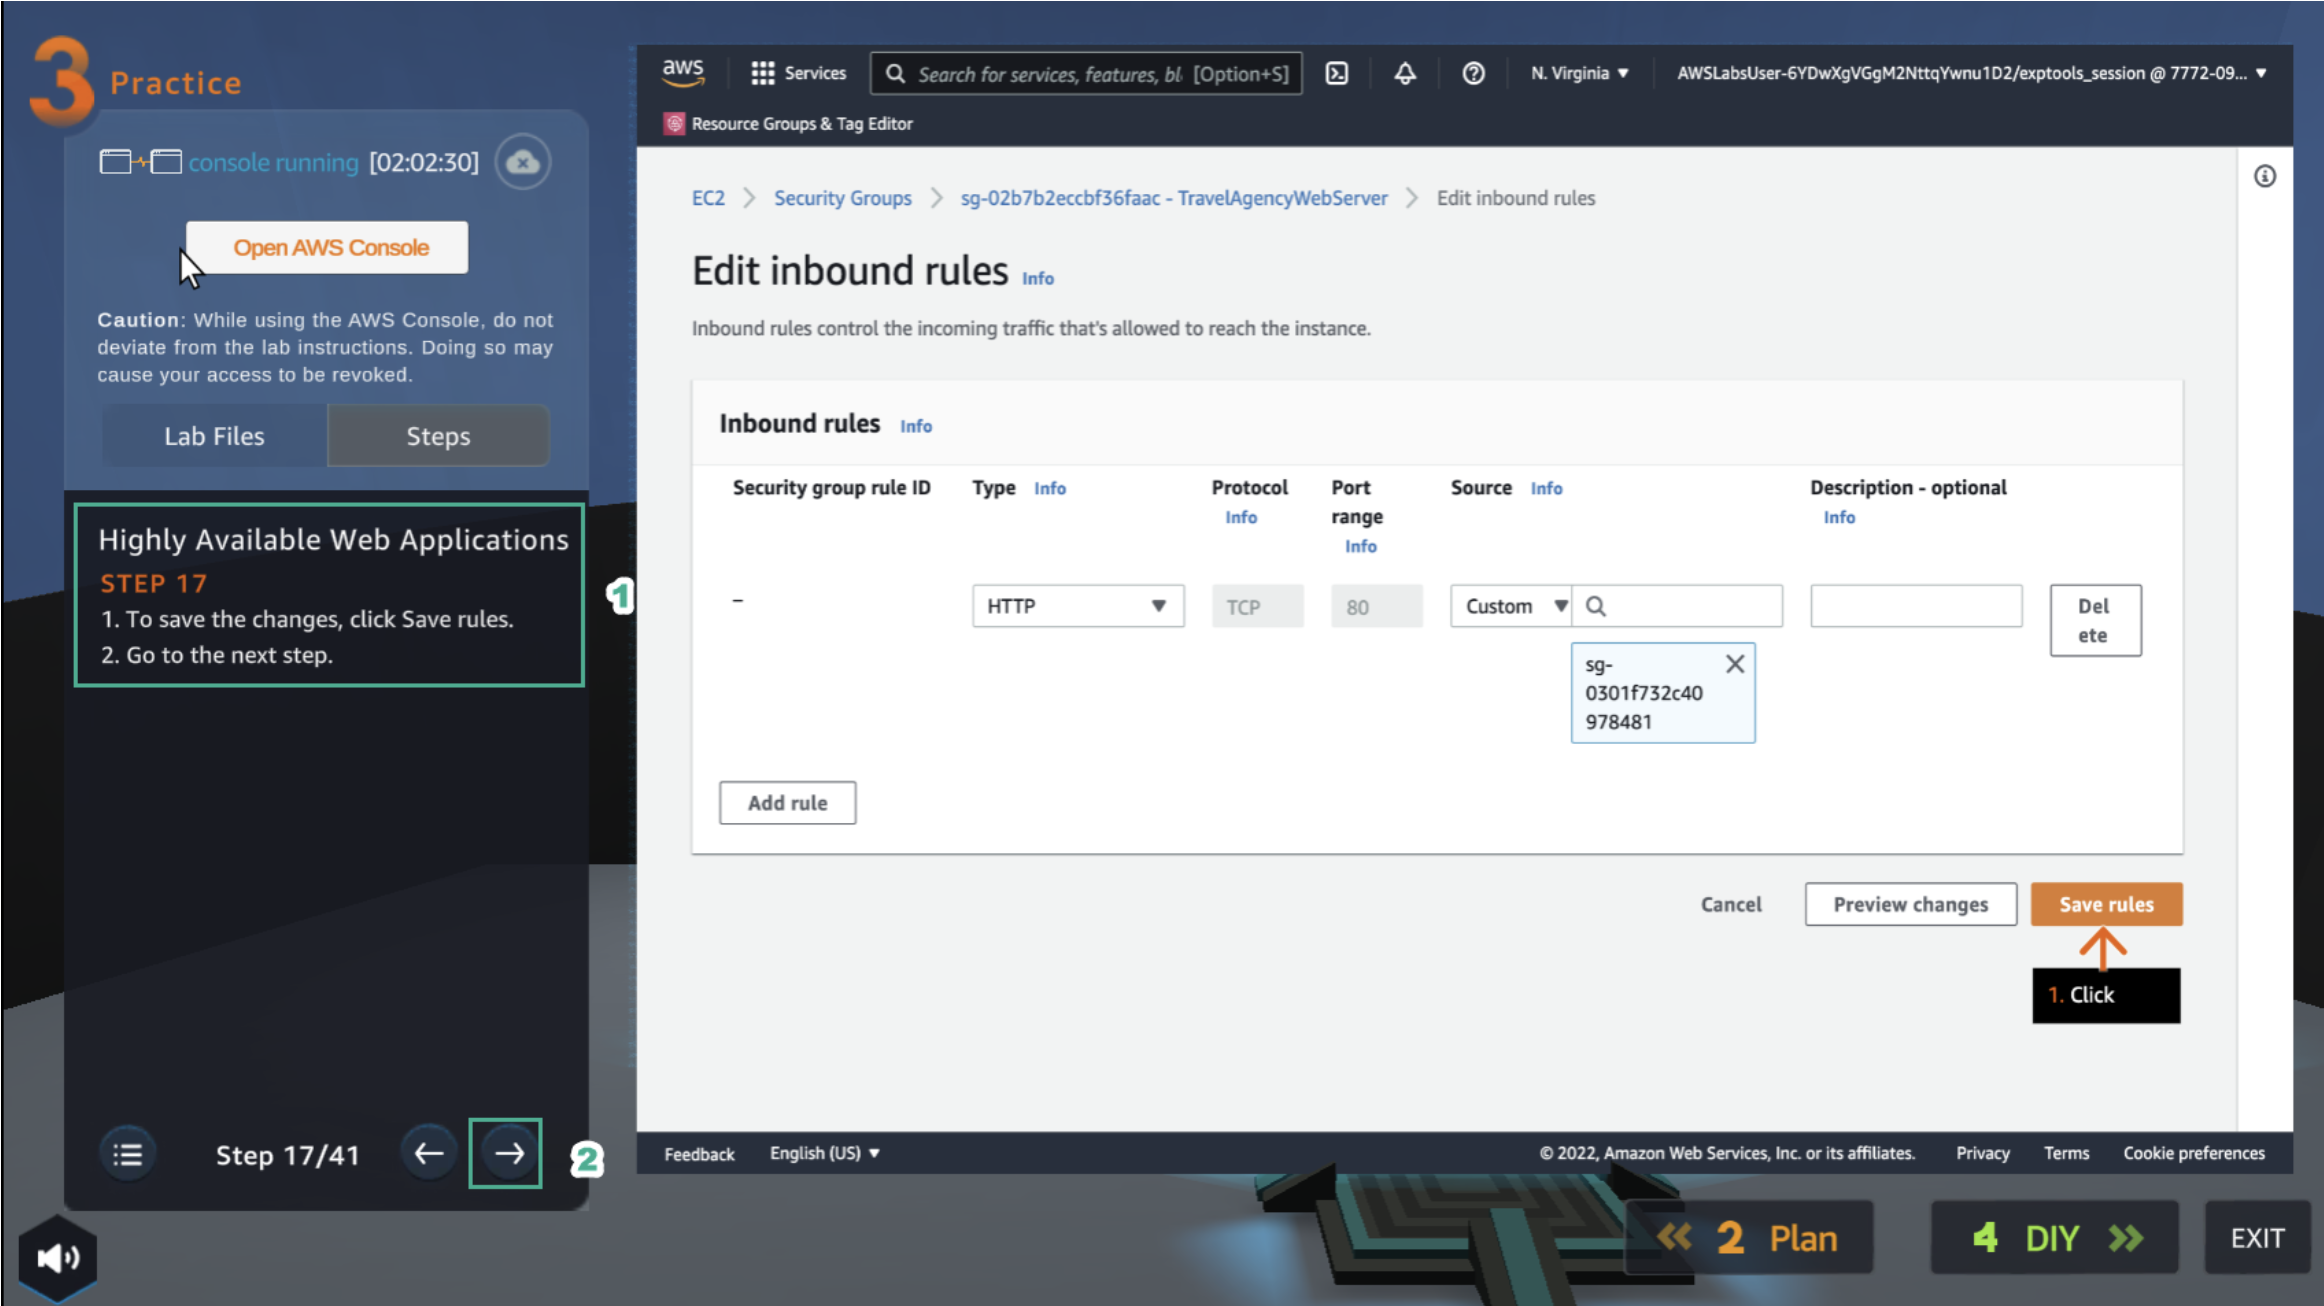 3 Practice
console running [02:02:30]
Open AWS Console
Caution: While using the AWS Console, do not
deviate from the lab instructions. Doing so may
cause your access to be revoked.
Lab Files Steps
Highly Available Web Applications
STEP 17
1. To save the changes, click Save rules.
2. Go to the next step.
1
Step 17/41
2
aws Services Search for services, features, bl [Option+S] N. Virginia ▼ AWSLabsUser-6YDwXgVGgM2NttqYwnu1D2/exptools_session @ 7772-09... ▼
Resource Groups & Tag Editor
EC2 > Security Groups > sg-02b7b2eccbf36faac - TravelAgencyWebServer > Edit inbound rules
Edit inbound rules Info
Inbound rules control the incoming traffic that's allowed to reach the instance.
Inbound rules Info
Security group rule ID Type Info Protocol Port Source Info Description - optional
Info range Info
Info
– HTTP ▼ TCP 80 Custom ▼ Del
ete
sg-
0301f732c40
978481
Add rule
Cancel Preview changes Save rules
1. Click
Feedback English (US) ▼ © 2022, Amazon Web Services, Inc. or its affiliates. Privacy Terms Cookie preferences
2 Plan 4 DIY EXIT